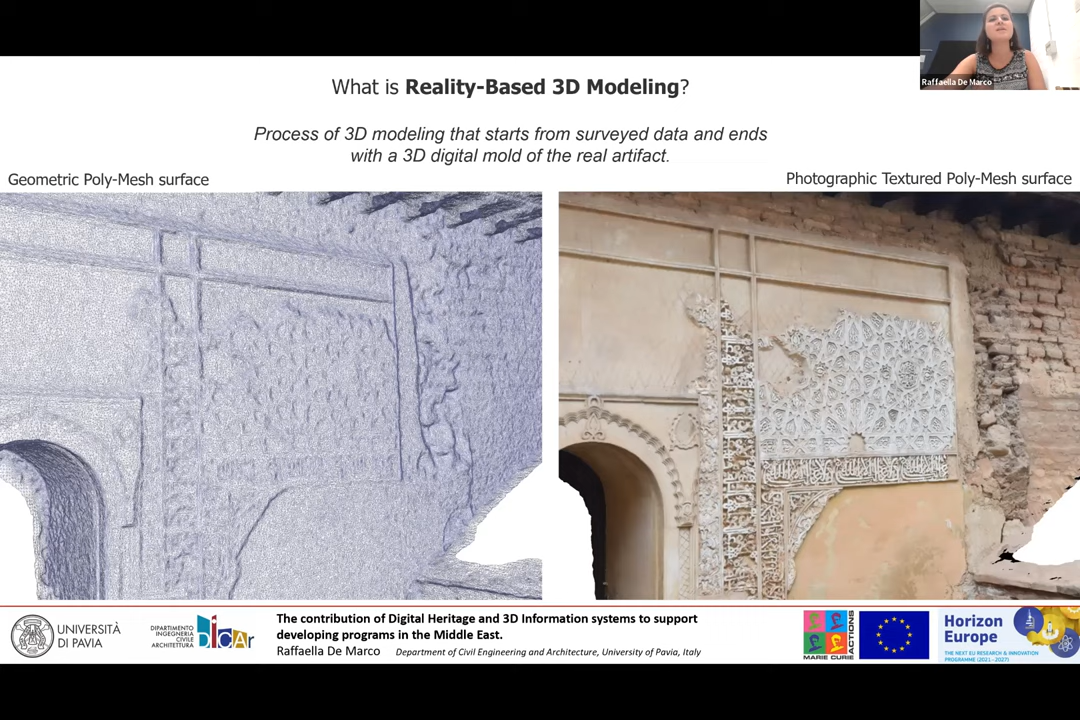 Raffaella De Marco
What is Reality-Based 3D Modeling?
Process of 3D modeling that starts from surveyed data and ends
with a 3D digital mold of the real artifact.
Geometric Poly-Mesh surface
Photographic Textured Poly-Mesh surface
UNIVERSITÀ
DI PAVIA
DIPARTIMENTO
INGEGNERIA
CIVILE
ARCHITETTURA
DICAr
The contribution of Digital Heritage and 3D Information systems to support
developing programs in the Middle East.
Raffaella De Marco Department of Civil Engineering and Architecture, University of Pavia, Italy
MARIE CURIE
ACTIONS
Horizon
Europe
THE NEXT EU RESEARCH & INNOVATION
PROGRAMME (2021 - 2027)